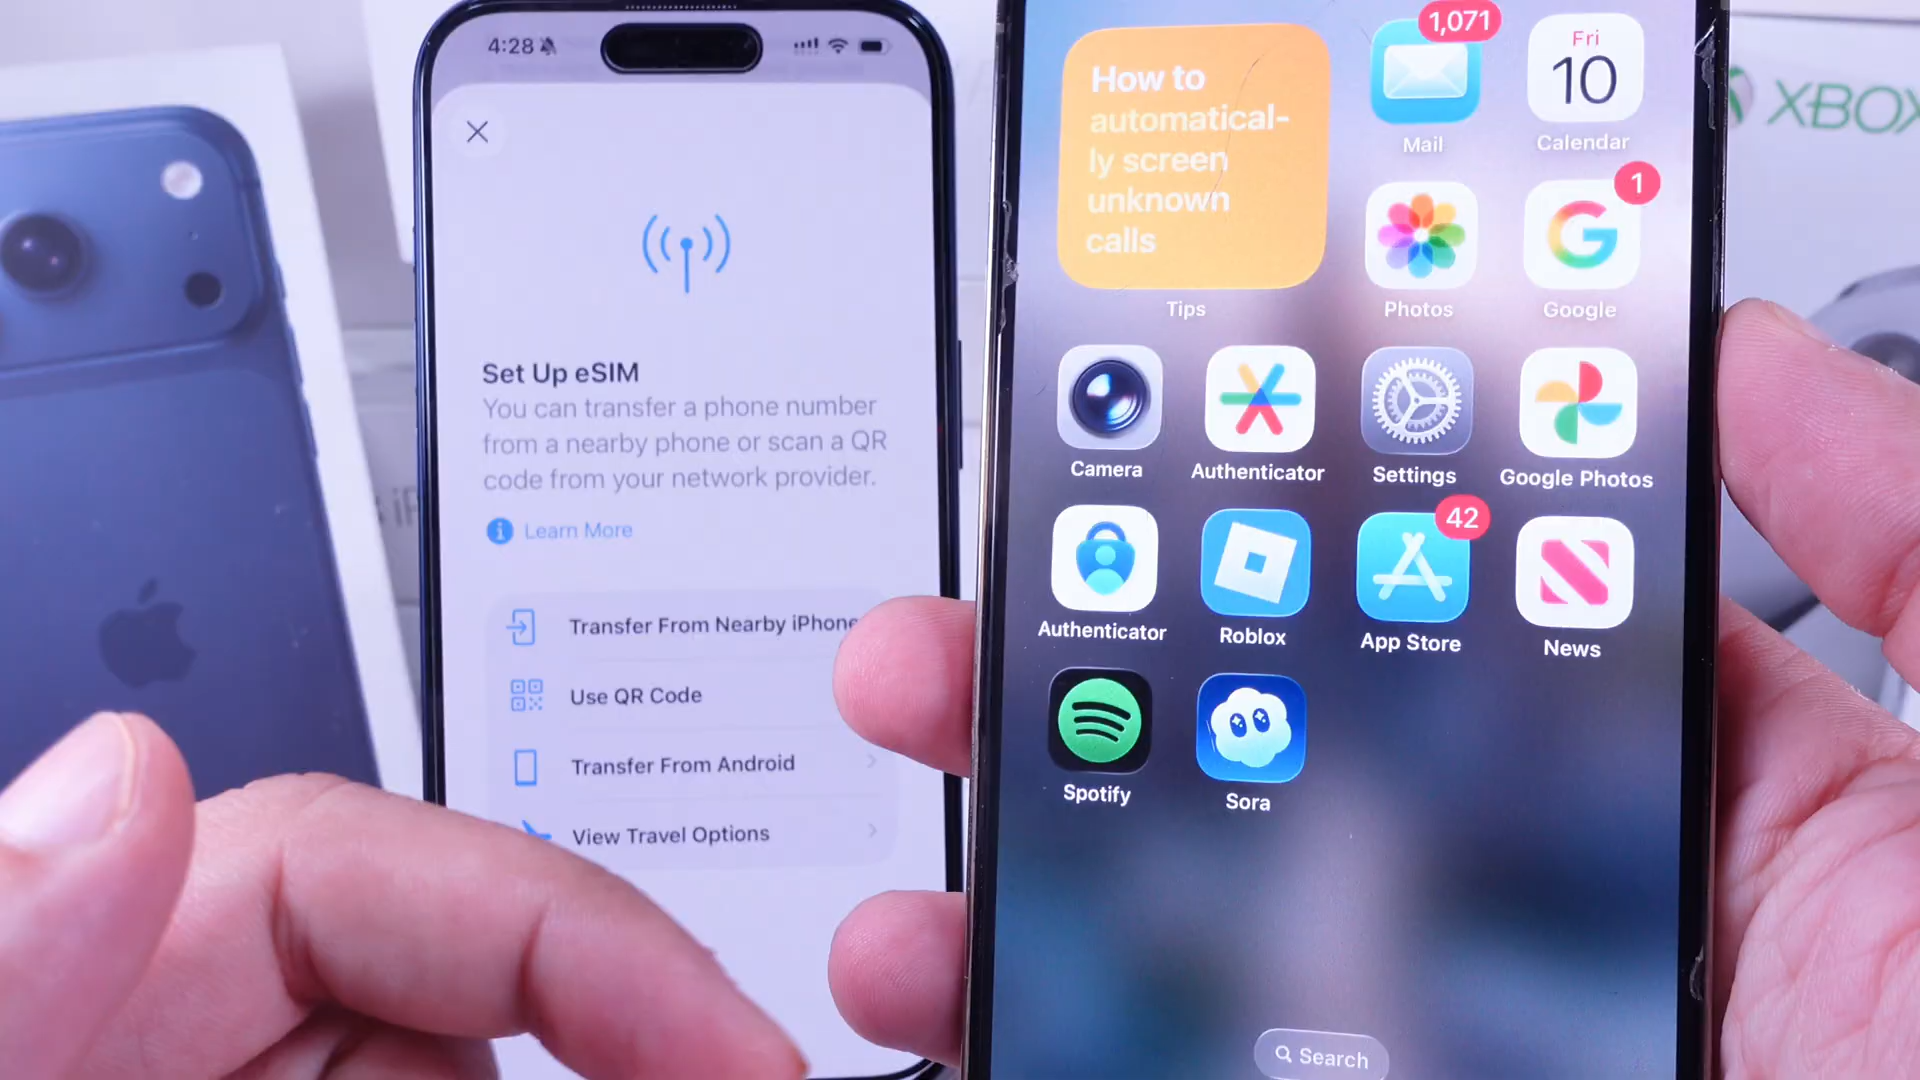 4:28
Set Up eSIM
You can transfer a phone number
from a nearby phone or scan a QR
code from your network provider.
Learn More
Transfer From Nearby iPhone
Use QR Code
Transfer From Android
View Travel Options
How to
automatical-
ly screen
unknown
calls
Tips
1,071
Mail
Fri
10
Calendar
Photos
1
Google
Camera
Authenticator
Settings
Google Photos
Authenticator
Roblox
42
App Store
News
Spotify
Sora
Search
XBOX